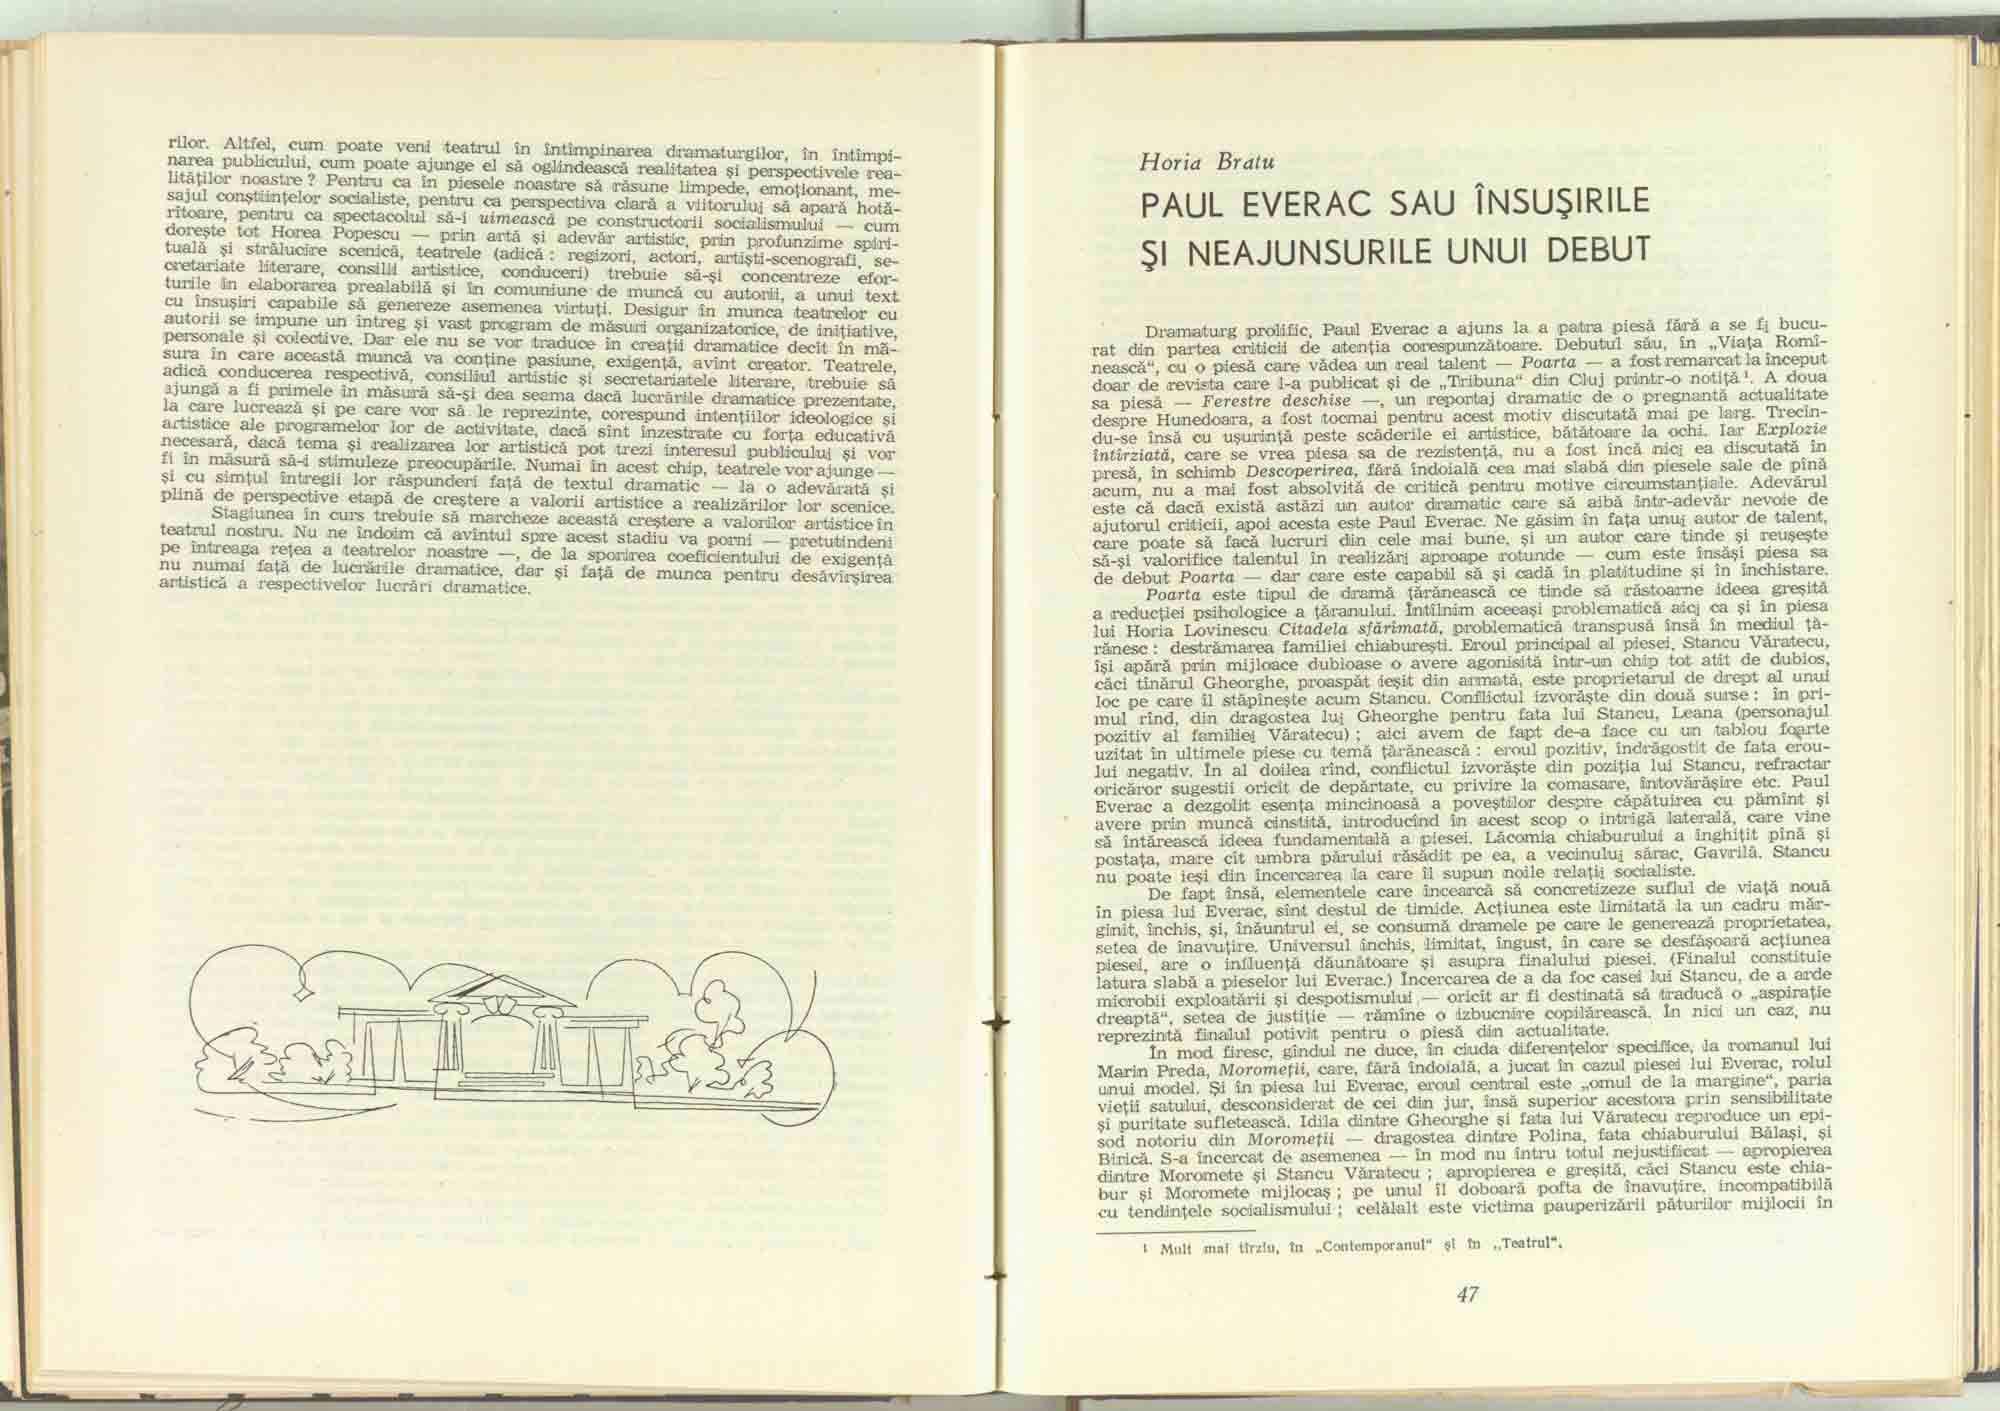 rilor. Altfel, cum poate veni teatrul în întîmpinarea dramaturgilor, în întîmpi-
narea publicului, cum poate ajunge el să oglindească realitatea și perspectivele rea-
lităților noastre ? Pentru ca în piesele noastre să răsune limpede, emoționant, me-
sajul conștiințelor socialiste, pentru ca perspectiva clară a viitorului să apară hotă-
rîtoare, pentru ca spectacolul să-i uimească pe constructorii socialismului — cum
dorește tot Horea Popescu — prin artă și adevăr artistic, prin profunzime spiri-
tuală și strălucire scenică, teatrele (adică : regizori, actori, artiști-scenografi, se-
cretariate literare, consilii artistice, conduceri) trebuie să-și concentreze efor-
turile în elaborarea prealabilă și în comuniune de muncă cu autorii, a unui text
cu însușiri capabile să genereze asemenea virtuți. Desigur în munca teatrelor cu
autorii se impune un întreg și vast program de măsuri organizatorice, de inițiative,
personale și colective. Dar ele nu se vor traduce în creații dramatice decît în mă-
sura în care această muncă va conține pasiune, exigență, avînt creator. Teatrele,
adică conducerea respectivă, consiliul artistic și secretariatele literare, trebuie să
ajungă a fi primele în măsură să-și dea seama dacă lucrările dramatice prezentate,
la care lucrează și pe care vor să le reprezinte, corespund intențiilor ideologice și
artistice ale programelor lor de activitate, dacă sînt înzestrate cu forța educativă
necesară, dacă tema și realizarea lor artistică pot trezi interesul publicului și vor
fi în măsură să-i stimuleze preocupările. Numai în acest chip, teatrele vor ajunge —
și cu simțul întregii lor răspunderi față de textul dramatic — la o adevărată și
plină de perspective etapă de creștere a valorii artistice a realizărilor lor scenice.
Stagiunea în curs trebuie să marcheze această creștere a valorilor artistice în
teatrul nostru. Nu ne îndoim că avîntul spre acest stadiu va porni — pretutindeni
pe întreaga rețea a teatrelor noastre —, de la sporirea coeficientului de exigență
nu numai față de lucrările dramatice, dar și față de munca pentru desăvîrșirea
artistică a respectivelor lucrări dramatice.
Horia Bratu
PAUL EVERAC SAU ÎNSUȘIRILE
ȘI NEAJUNSURILE UNUI DEBUT
Dramaturg prolific, Paul Everac a ajuns la a patra piesă fără a se fi bucu-
rat din partea criticii de atenția corespunzătoare. Debutul său, în „Viața Romî-
nească“, cu o piesă care vădea un real talent — Poarta — a fost remarcat la început
doar de revista care l-a publicat și de „Tribuna“ din Cluj printr-o notiță¹. A doua
sa piesă — Ferestre deschise —, un reportaj dramatic de o pregnantă actualitate
despre Hunedoara, a fost tocmai pentru acest motiv discutată mai pe larg. Trecîn-
du-se însă cu ușurință peste scăderile ei artistice, bătătoare la ochi. Iar Explozie
întîrziată, care se vrea piesa sa de rezistență, nu a fost încă nici ea discutată în
presă, în schimb Descoperirea, fără îndoială cea mai slabă din piesele sale de pînă
acum, nu a mai fost absolvită de critică pentru motive circumstanțiale. Adevărul
este că dacă există astăzi un autor dramatic care să aibă într-adevăr nevoie de
ajutorul criticii, apoi acesta este Paul Everac. Ne găsim în fața unui autor de talent,
care poate să facă lucruri din cele mai bune, și un autor care tinde și reușește
să-și valorifice talentul în realizări aproape rotunde — cum este însăși piesa sa
de debut Poarta — dar care este capabil să și cadă în platitudine și în închistare.
Poarta este tipul de dramă țărănească ce tinde să răstoarne ideea greșită
a reducției psihologice a țăranului. Întîlnim aceeași problematică aici ca și în piesa
lui Horia Lovinescu Citadela sfărîmată, problematică transpusă însă în mediul ță-
rănesc : destrămarea familiei chiaburești. Eroul principal al piesei, Stancu Văratecu,
își apără prin mijloace dubioase o avere agonisită într-un chip tot atît de dubios,
căci tînărul Gheorghe, proaspăt ieșit din armată, este proprietarul de drept al unui
loc pe care îl stăpînește acum Stancu. Conflictul izvorăște din două surse : în pri-
mul rînd, din dragostea lui Gheorghe pentru fata lui Stancu, Leana (personajul
pozitiv al familiei Văratecu) ; aici avem de fapt de-a face cu un tablou foarte
uzitat în ultimele piese cu temă țărănească : eroul pozitiv, îndrăgostit de fata erou-
lui negativ. În al doilea rînd, conflictul izvorăște din poziția lui Stancu, refractar
oricăror sugestii oricît de depărtate, cu privire la comasare, întovărășire etc. Paul
Everac a dezgolit esența mincinoasă a poveștilor despre căpătuirea cu pămînt și
avere prin muncă cinstită, introducînd în acest scop o intrigă laterală, care vine
să întărească ideea fundamentală a piesei. Lăcomia chiaburului a înghițit pînă și
postața, mare cît umbra părului răsădit pe ea, a vecinului sărac, Gavrilă. Stancu
nu poate ieși din încercarea la care îl supun noile relații socialiste.
De fapt însă, elementele care încearcă să concretizeze suflul de viață nouă
în piesa lui Everac, sînt destul de timide. Acțiunea este limitată la un cadru măr-
ginit, închis, și, înăuntrul ei, se consumă dramele pe care le generează proprietatea,
setea de înavuțire. Universul închis, limitat, îngust, în care se desfășoară acțiunea
piesei, are o influență dăunătoare și asupra finalului piesei. (Finalul constituie
latura slabă a pieselor lui Everac.) Încercarea de a da foc casei lui Stancu, de a arde
microbii exploatării și despotismului — oricît ar fi destinată să traducă o „aspirație
dreaptă“, setea de justiție — rămîne o izbucnire copilărească. În nici un caz, nu
reprezintă finalul potivit pentru o piesă din actualitate.
În mod firesc, gîndul ne duce, în ciuda diferențelor specifice, la romanul lui
Marin Preda, Moromeții, care, fără îndoială, a jucat în cazul piesei lui Everac, rolul
unui model. Și în piesa lui Everac, eroul central este „omul de la margine“, paria
vieții satului, desconsiderat de cei din jur, însă superior acestora prin sensibilitate
și puritate sufletească. Idila dintre Gheorghe și fata lui Văratecu reproduce un epi-
sod notoriu din Moromeții — dragostea dintre Polina, fata chiaburului Bălași, și
Birică. S-a încercat de asemenea — în mod nu întru totul nejustificat — apropierea
dintre Moromete și Stancu Văratecu ; apropierea e greșită, căci Stancu este chia-
bur și Moromete mijlocaș ; pe unul îl doboară pofta de înavuțire, incompatibilă
cu tendințele socialismului ; celălalt este victima pauperizării păturilor mijlocii în
¹ Mult mai tîrziu, în „Contemporanul“ și în „Teatrul“.
47